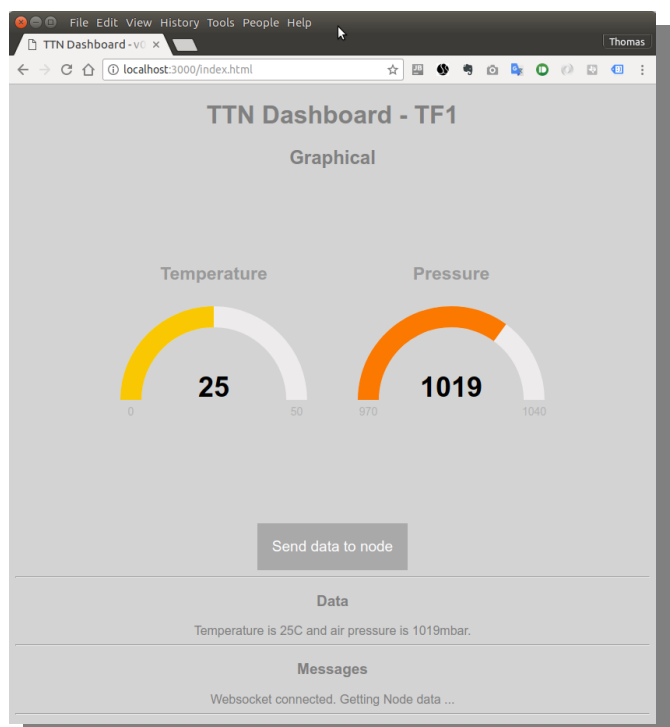 File Edit View History Tools People Help
TTN Dashboard - v0
Thomas
localhost:3000/index.html
TTN Dashboard - TF1
Graphical
Temperature
Pressure
25
1019
0
50
970
1040
Send data to node
Data
Temperature is 25C and air pressure is 1019mbar.
Messages
Websocket connected. Getting Node data ...